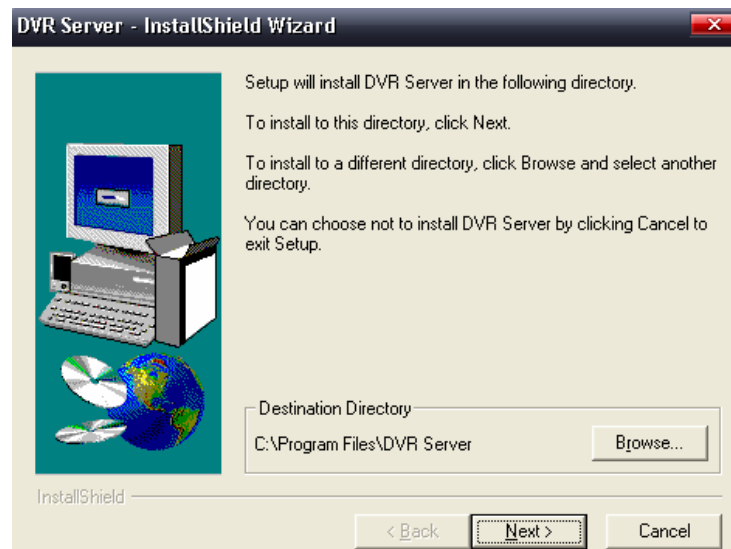 DVR Server - InstallShield Wizard
Setup will install DVR Server in the following directory.
To install to this directory, click Next.
To install to a different directory, click Browse and select another
directory.
You can choose not to install DVR Server by clicking Cancel to
exit Setup.
Destination Directory
C:\Program Files\DVR Server
Browse...
InstallShield
< Back
Next >
Cancel